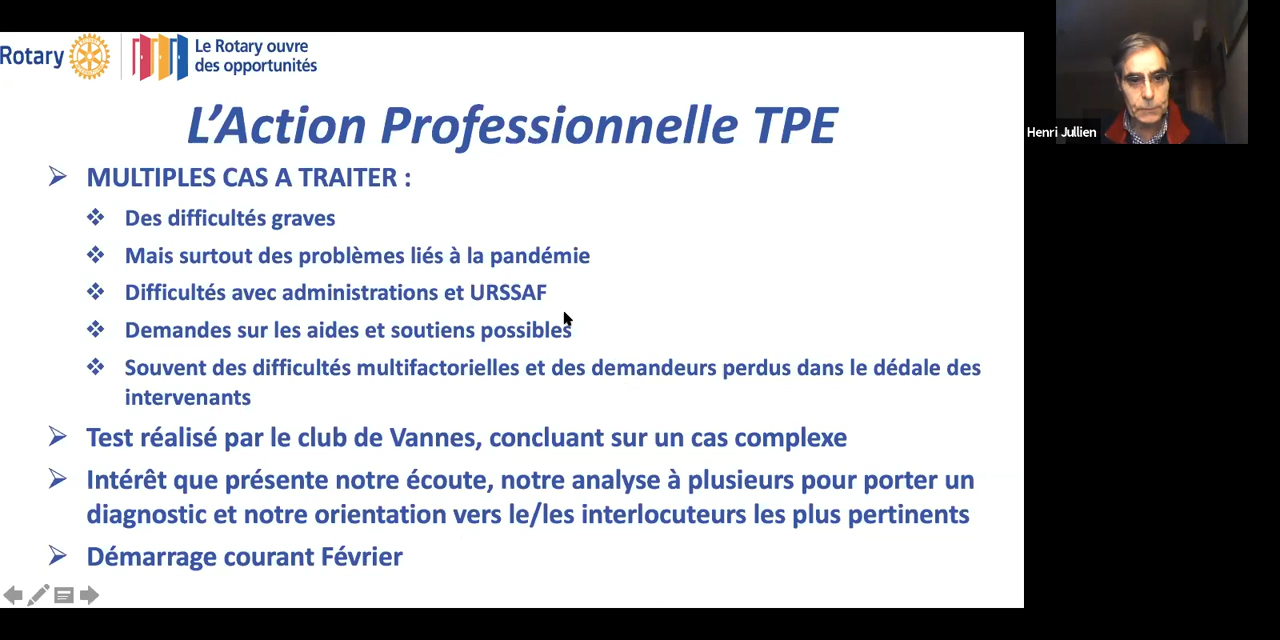 Rotary
Le Rotary ouvre
des opportunités
L'Action Professionnelle TPE
MULTIPLES CAS A TRAITER :
Des difficultés graves
Mais surtout des problèmes liés à la pandémie
Difficultés avec administrations et URSSAF
Demandes sur les aides et soutiens possibles
Souvent des difficultés multifactorielles et des demandeurs perdus dans le dédale des
intervenants
Test réalisé par le club de Vannes, concluant sur un cas complexe
Intérêt que présente notre écoute, notre analyse à plusieurs pour porter un
diagnostic et notre orientation vers le/les interlocuteurs les plus pertinents
Démarrage courant Février
Henri Jullien